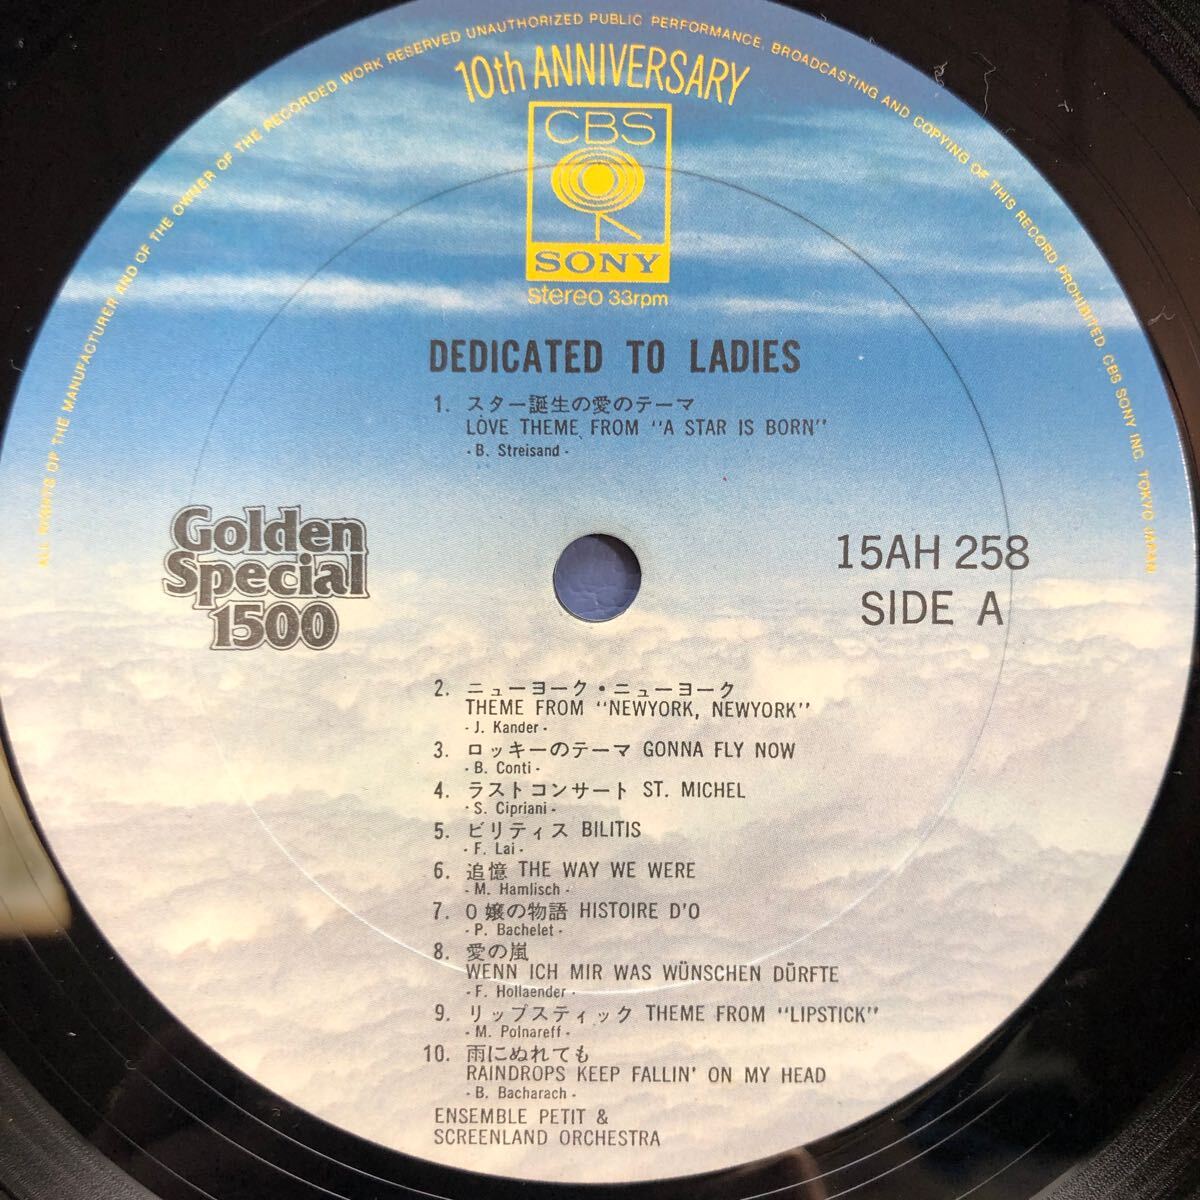 ALL RIGHTS OF THE MANUFACTURER AND OF THE OWNER OF THE RECORDED WORK RESERVED UNAUTHORIZED PUBLIC PERFORMANCE, BROADCASTING AND COPYING OF THIS RECORD PROHIBITED. CBS SONY INC. TOKYO JAPAN
10th ANNIVERSARY
CBS
SONY
stereo 33rpm
DEDICATED TO LADIES
1. スター誕生の愛のテーマ
LOVE THEME FROM "A STAR IS BORN"
- B. Streisand -
Golden
Special
1500
15AH 258
SIDE A
2. ニューヨーク・ニューヨーク
THEME FROM "NEWYORK, NEWYORK"
- J. Kander -
3. ロッキーのテーマ GONNA FLY NOW
- B. Conti -
4. ラストコンサート ST. MICHEL
- S. Cipriani -
5. ビリティス BILITIS
- F. Lai -
6. 追憶 THE WAY WE WERE
- M. Hamlisch -
7. O嬢の物語 HISTOIRE D'O
- P. Bachelet -
8. 愛の嵐
WENN ICH MIR WAS WÜNSCHEN DÜRFTE
- F. Hollaender -
9. リップスティック THEME FROM "LIPSTICK"
- M. Polnareff -
10. 雨にぬれても
RAINDROPS KEEP FALLIN' ON MY HEAD
- B. Bacharach -
ENSEMBLE PETIT &
SCREENLAND ORCHESTRA